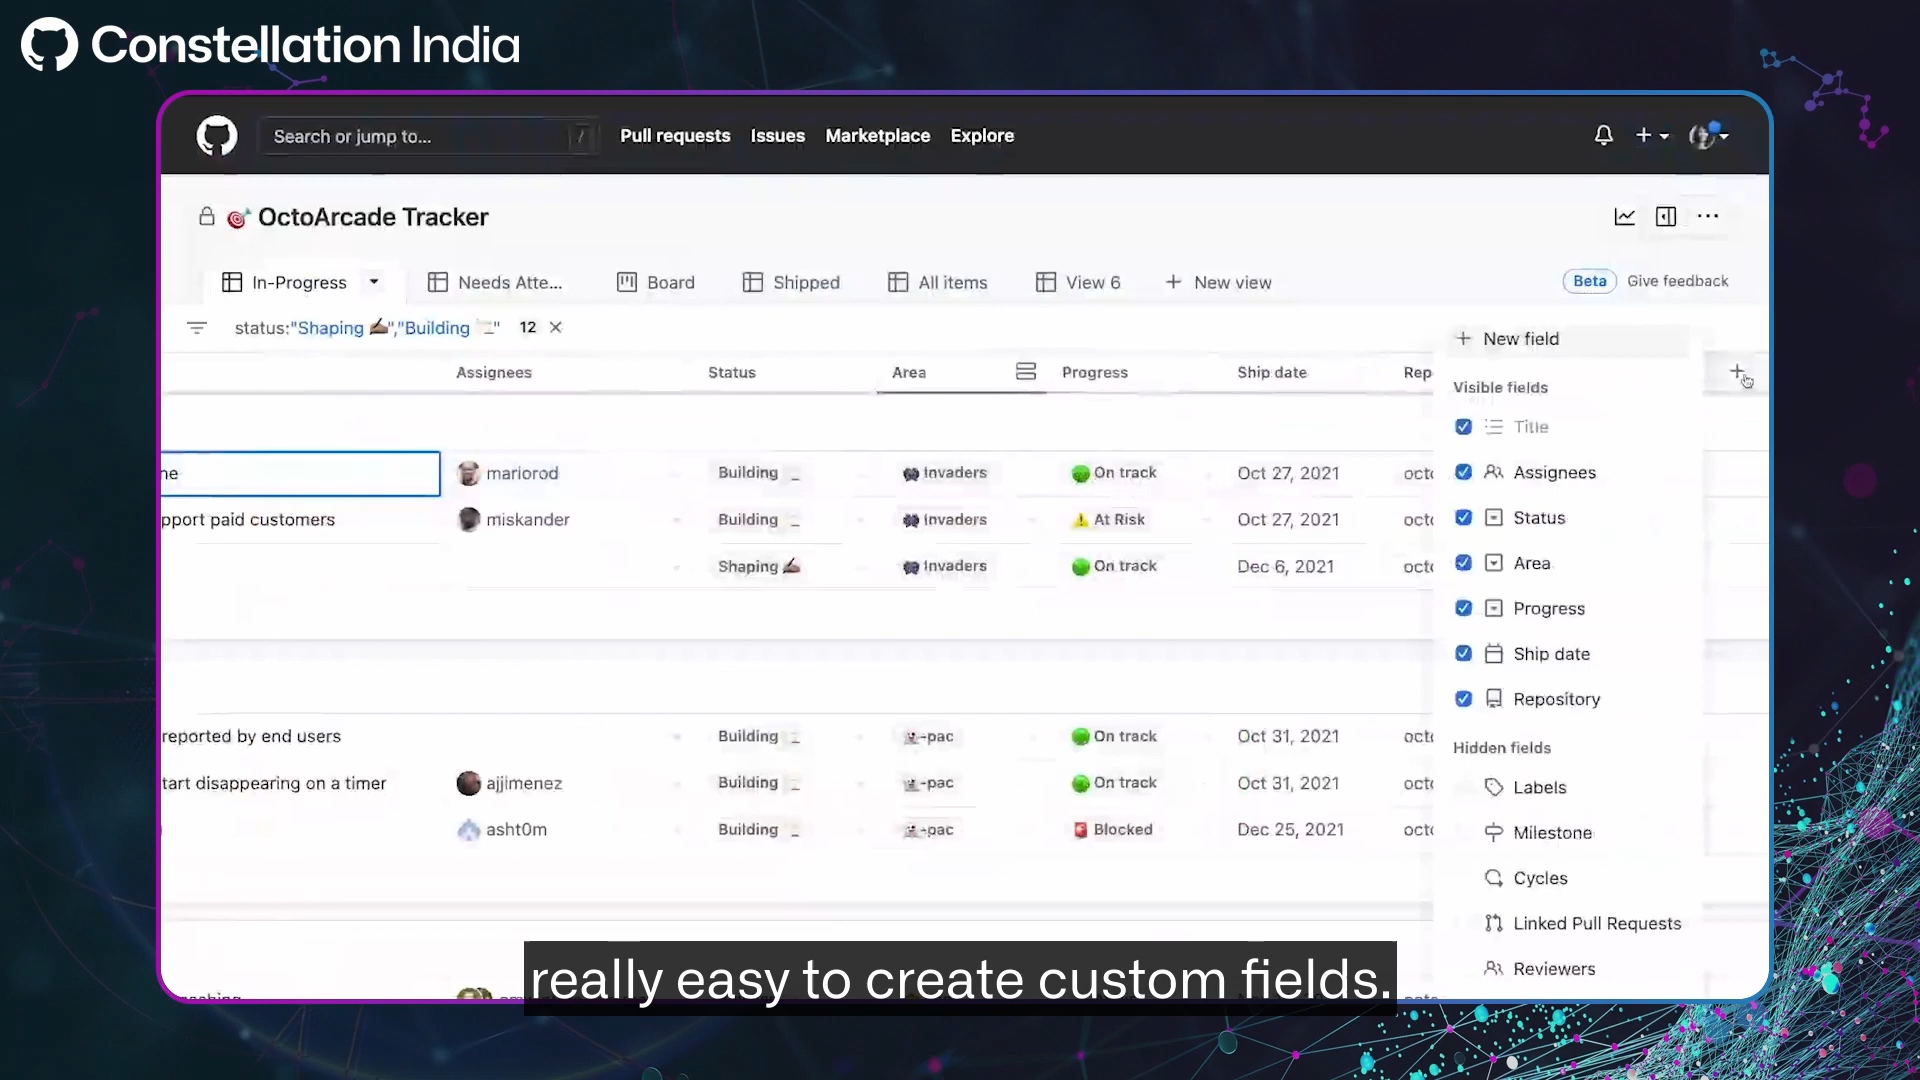 Constellation India
Search or jump to... /
Pull requests Issues Marketplace Explore
OctoArcade Tracker
In-Progress Needs Atte... Board Shipped All items View 6 + New view
Beta Give feedback
status:"Shaping ✍🏾","Building " 12 ×
+ New field
Assignees Status Area Progress Ship date Rep
Visible fields
Title
Assignees
Status
Area
Progress
Ship date
Repository
Hidden fields
Labels
Milestone
Cycles
Linked Pull Requests
Reviewers
ne mariorod Building Invaders On track Oct 27, 2021 octo
pport paid customers miskander Building Invaders At Risk Oct 27, 2021 octo
Shaping Invaders On track Dec 6, 2021 octo
reported by end users Building -pac On track Oct 31, 2021 octo
tart disappearing on a timer ajjimenez Building -pac On track Oct 31, 2021 octo
asht0m Building -pac Blocked Dec 25, 2021 octo
really easy to create custom fields.